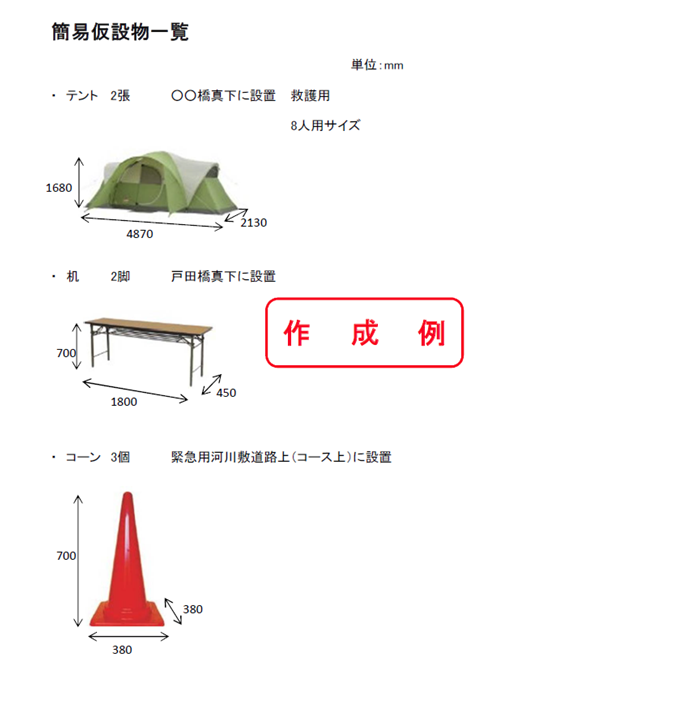 簡易仮設物一覧
単位：mm
・ テント 2張 〇〇橋真下に設置 救護用
8人用サイズ
1680
2130
4870
・ 机 2脚 戸田橋真下に設置
作 成 例
700
450
1800
・ コーン 3個 緊急用河川敷道路上（コース上）に設置
700
380
380